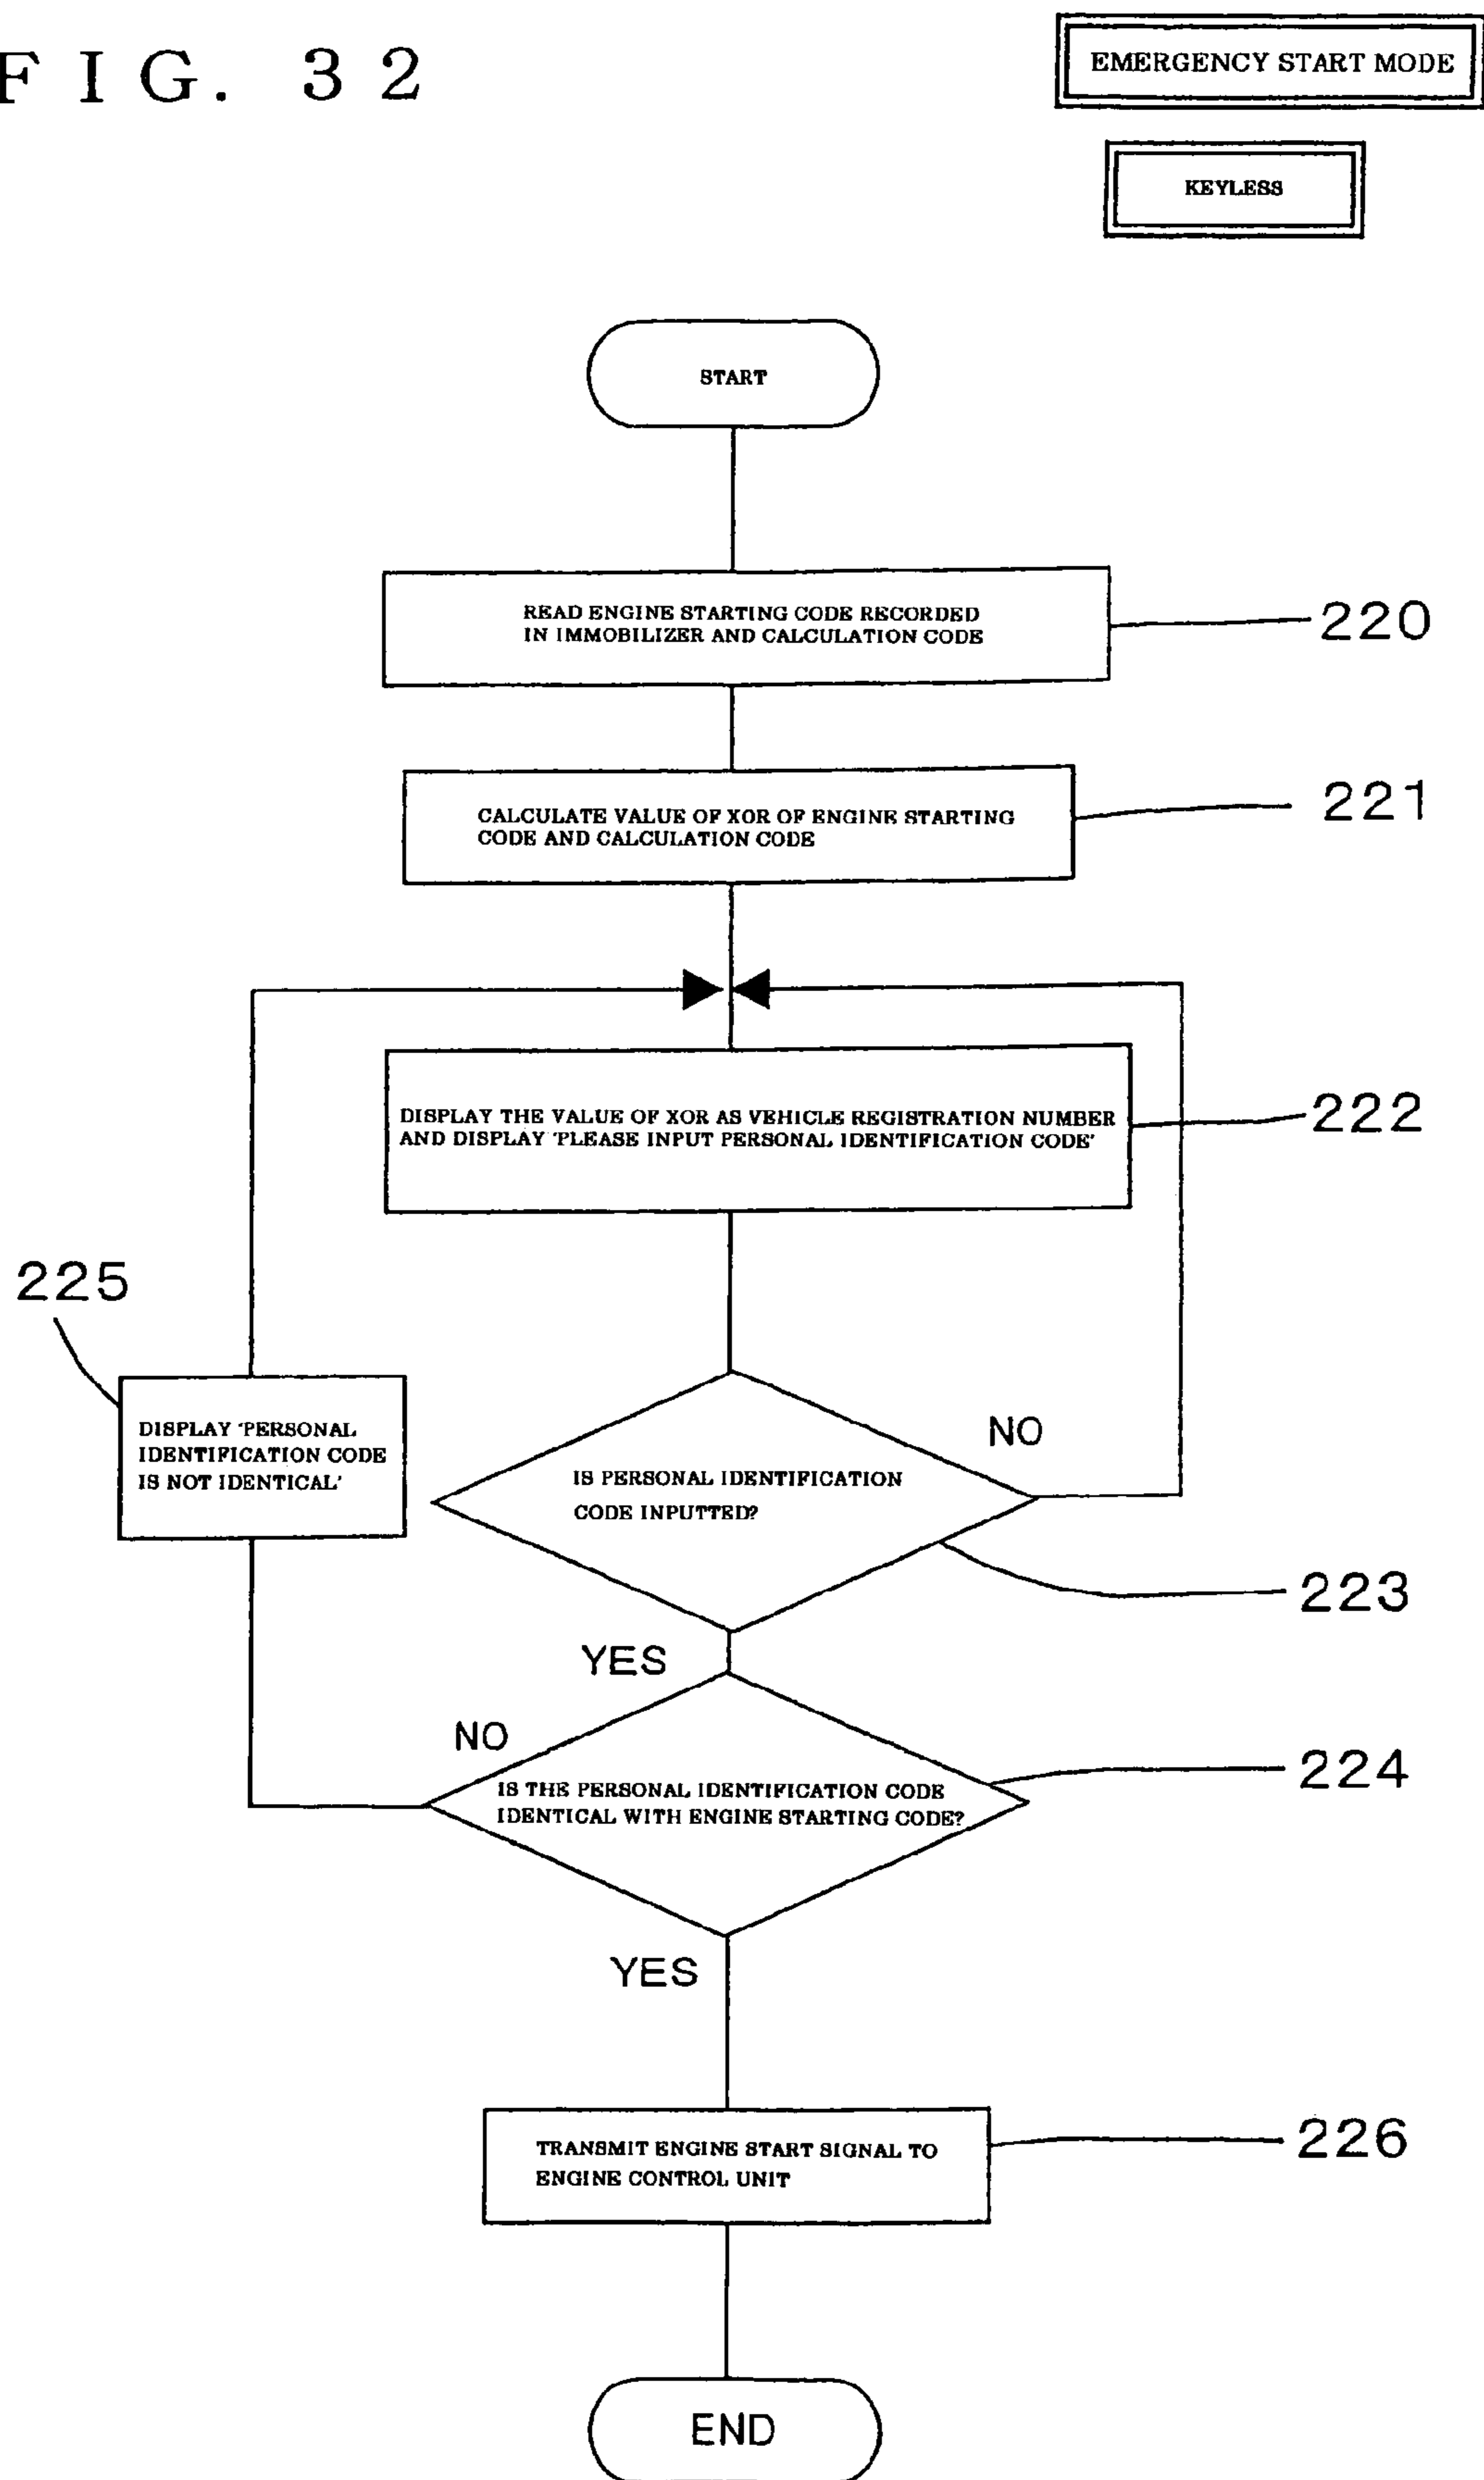 FIG. 32
EMERGENCY START MODE
KEYLESS
START
READ ENGINE STARTING CODE RECORDED
IN IMMOBILIZER AND CALCULATION CODE
220
CALCULATE VALUE OF XOR OF ENGINE STARTING
CODE AND CALCULATION CODE
221
DISPLAY THE VALUE OF XOR AS VEHICLE REGISTRATION NUMBER
AND DISPLAY 'PLEASE INPUT PERSONAL IDENTIFICATION CODE'
222
225
DISPLAY 'PERSONAL
IDENTIFICATION CODE
IS NOT IDENTICAL'
NO
IS PERSONAL IDENTIFICATION
CODE INPUTTED?
223
YES
NO
IS THE PERSONAL IDENTIFICATION CODE
IDENTICAL WITH ENGINE STARTING CODE?
224
YES
TRANSMIT ENGINE START SIGNAL TO
ENGINE CONTROL UNIT
226
END